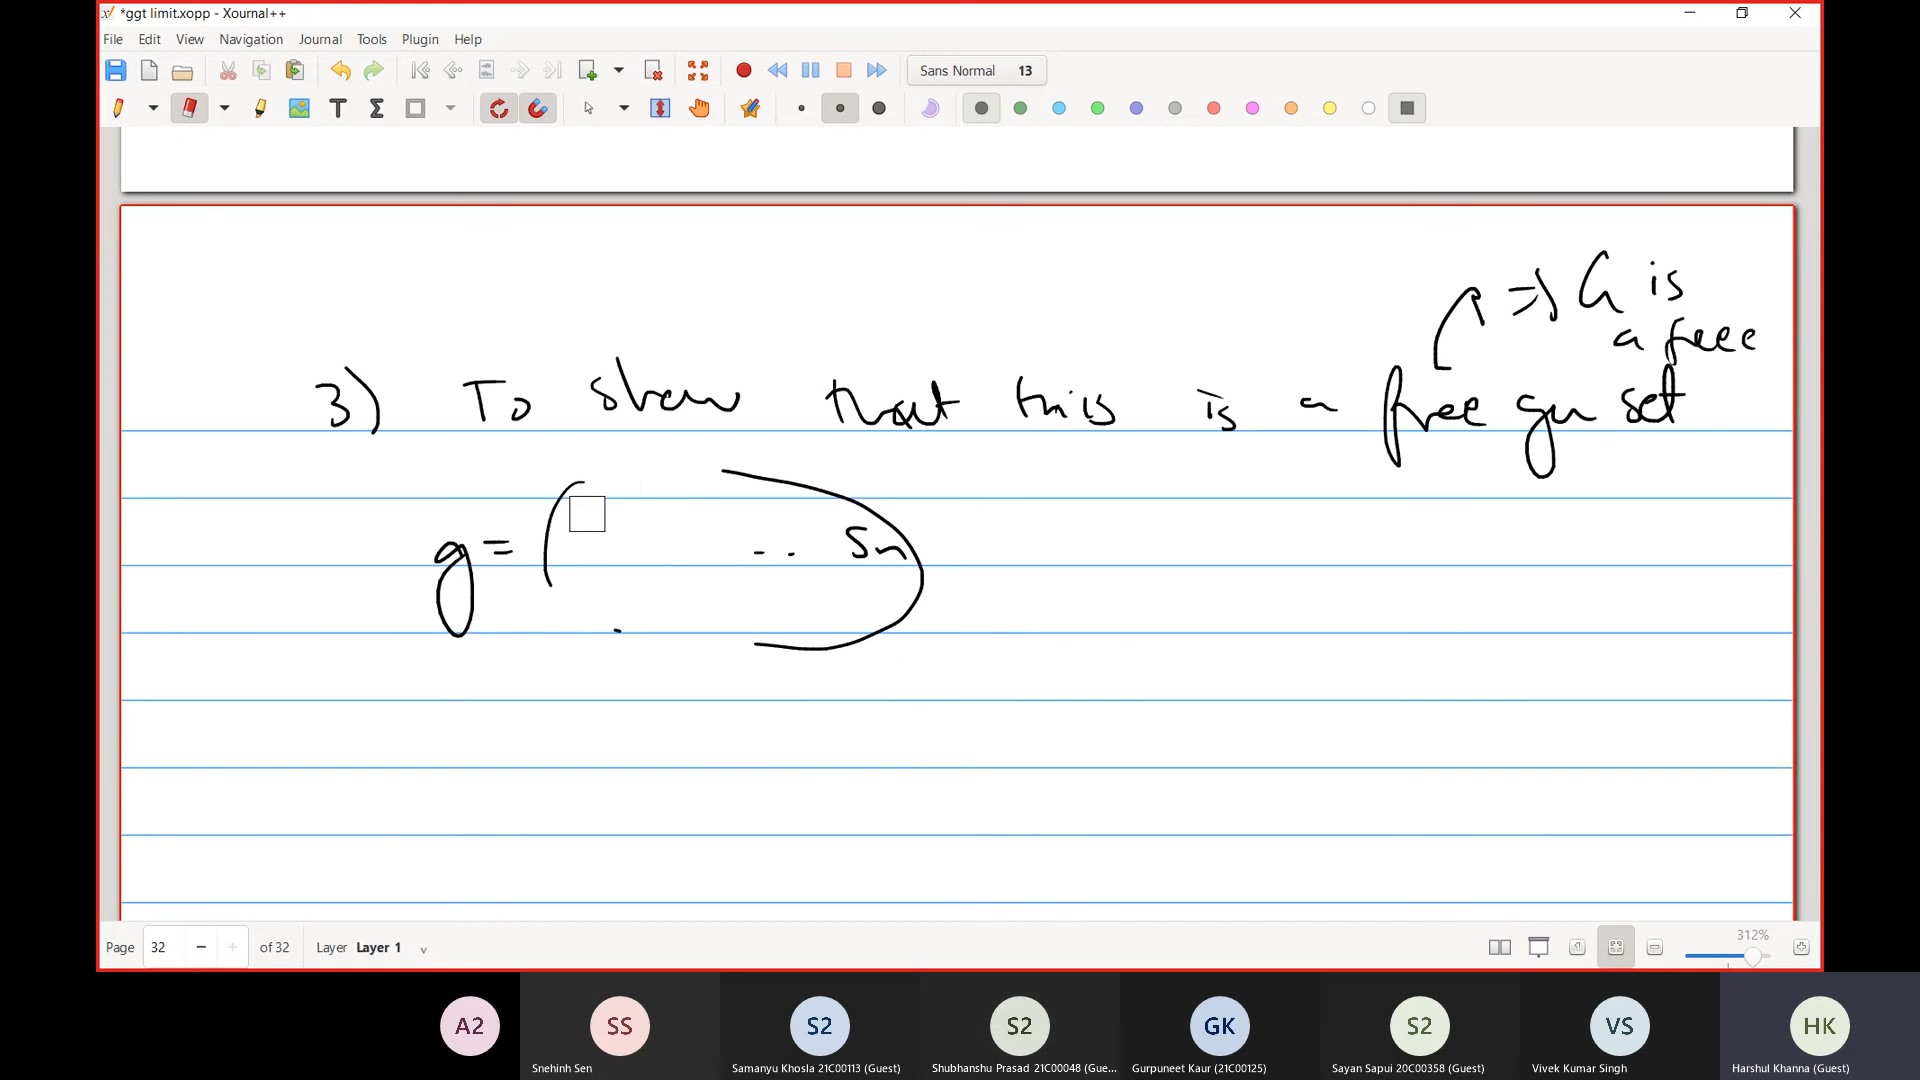 *ggt limit.xopp - Xournal++
File Edit View Navigation Journal Tools Plugin Help
Sans Normal 13
⇒ G is
a free
3) To show that this is a free gen set
g = ( .. Sn
Page 32 of 32 Layer Layer 1 312%
A2 SS S2 S2 GK S2 VS HK
Snehinh Sen Samanyu Khosla 21C00113 (Guest) Shubhanshu Prasad 21C00048 (Gue... Gurpuneet Kaur (21C00125) Sayan Sapui 20C00358 (Guest) Vivek Kumar Singh Harshul Khanna (Guest)